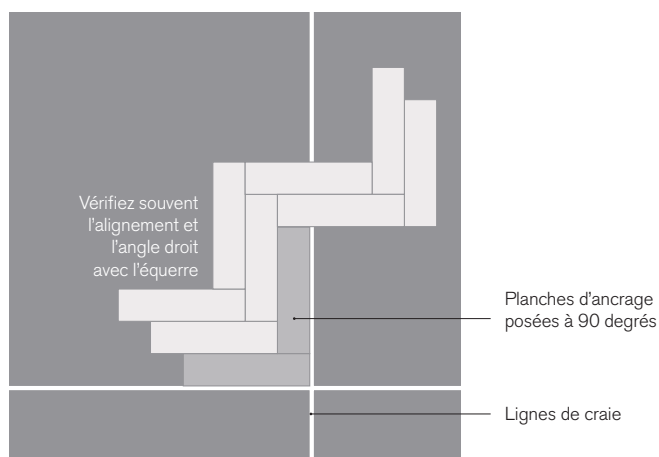 Vérifiez souvent
l'alignement et
l'angle droit
avec l'équerre
Planches d'ancrage
posées à 90 degrés
Lignes de craie